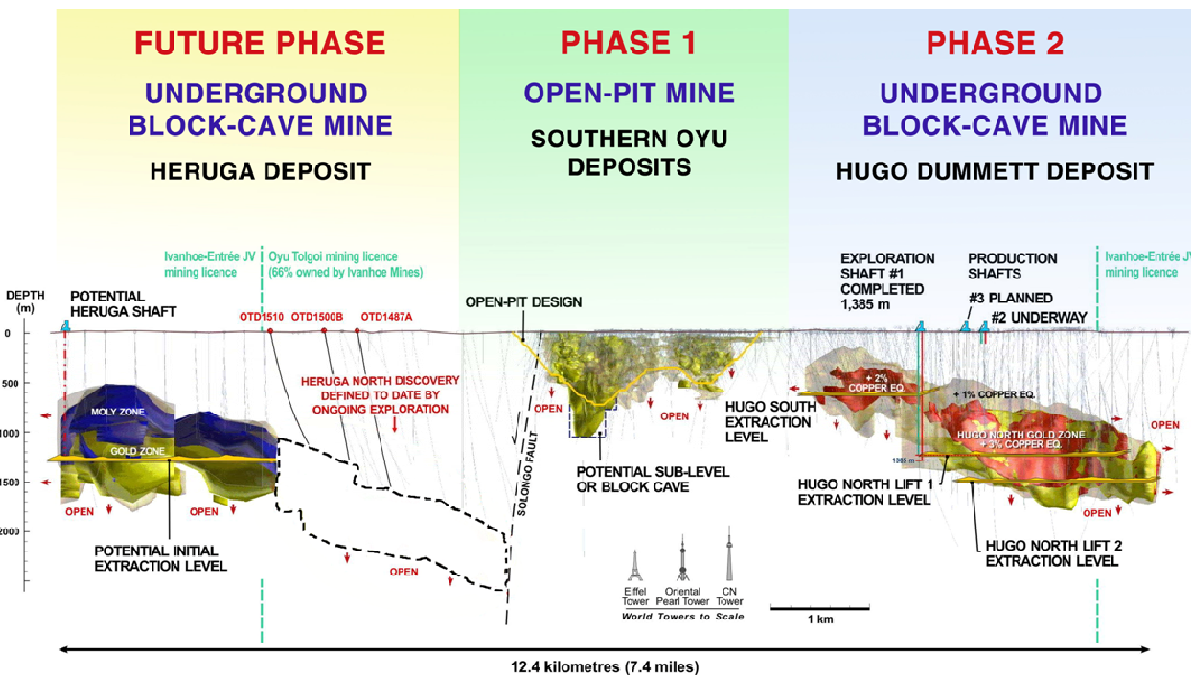 FUTURE PHASE
UNDERGROUND
BLOCK-CAVE MINE
HERUGA DEPOSIT
PHASE 1
OPEN-PIT MINE
SOUTHERN OYU
DEPOSITS
PHASE 2
UNDERGROUND
BLOCK-CAVE MINE
HUGO DUMMETT DEPOSIT
Ivanhoe-Entrée JV
mining licence
Oyu Tolgoi mining licence
(66% owned by Ivanhoe Mines)
EXPLORATION
SHAFT #1
COMPLETED
1,385 m
PRODUCTION
SHAFTS
#3 PLANNED
#2 UNDERWAY
Ivanhoe-Entrée JV
mining licence
DEPTH
(m)
POTENTIAL
HERUGA SHAFT
OTD1510
OTD1500B
OTD1487A
OPEN-PIT DESIGN
0
500
1000
1500
2000
MOLY ZONE
GOLD ZONE
HERUGA NORTH DISCOVERY
DEFINED TO DATE BY
ONGOING EXPLORATION
OPEN
OPEN
OPEN
POTENTIAL INITIAL
EXTRACTION LEVEL
SOLONGO FAULT
OPEN
OPEN
POTENTIAL SUB-LEVEL
OR BLOCK CAVE
HUGO SOUTH
EXTRACTION
LEVEL
+ 2%
COPPER EQ.
+ 1% COPPER EQ.
HUGO NORTH GOLD ZONE
+ 3% COPPER EQ.
OPEN
1385 m
HUGO NORTH LIFT 1
EXTRACTION LEVEL
OPEN
HUGO NORTH LIFT 2
EXTRACTION LEVEL
Eiffel
Tower
Oriental
Pearl Tower
CN
Tower
World Towers to Scale
1 km
12.4 kilometres (7.4 miles)